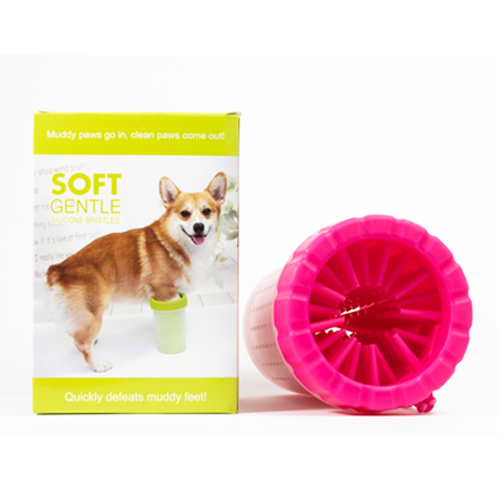 Muddy paws go in, clean paws come out!
SOFT
GENTLE
SILICONE BRISTLES
Quickly defeats muddy feet!